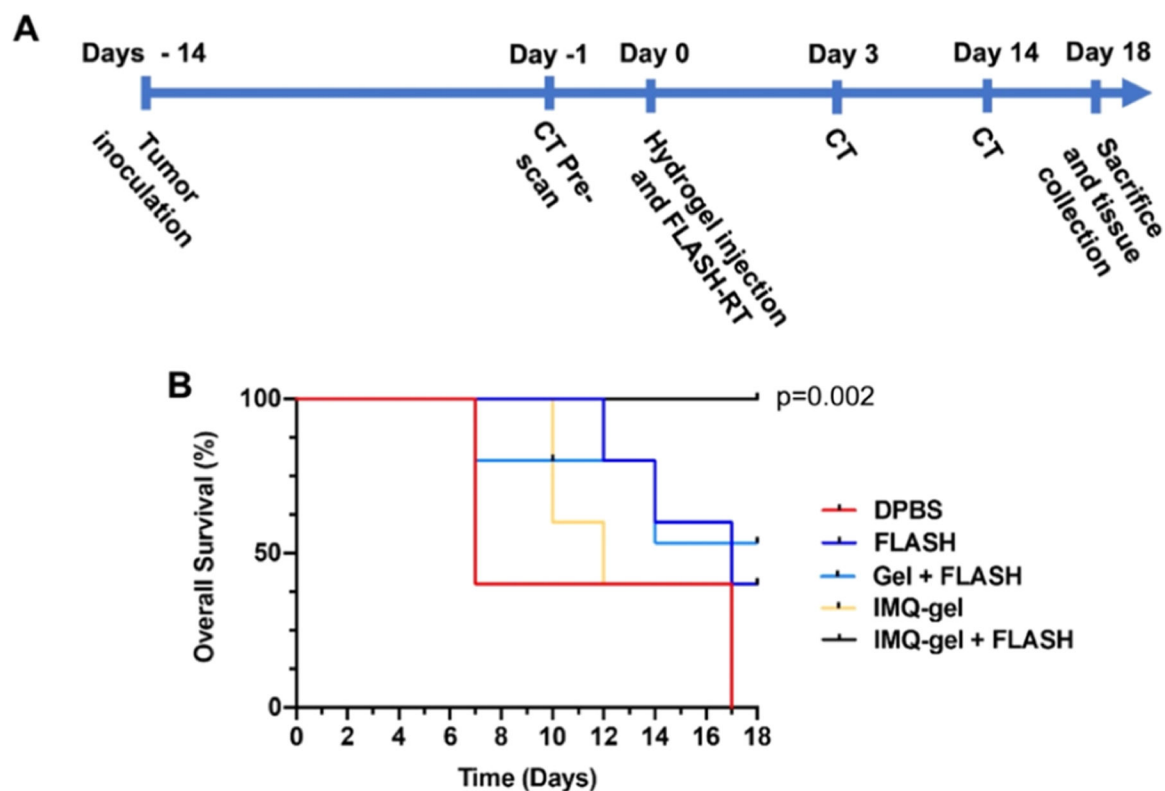 A
Days - 14
Day -1
Day 0
Day 3
Day 14
Day 18
Tumor
inoculation
CT Pre-
scan
Hydrogel injection
and FLASH-RT
CT
CT
Sacrifice
and tissue
collection
B
Overall Survival (%)
100
50
0
p=0.002
0 2 4 6 8 10 12 14 16 18
Time (Days)
DPBS
FLASH
Gel + FLASH
IMQ-gel
IMQ-gel + FLASH